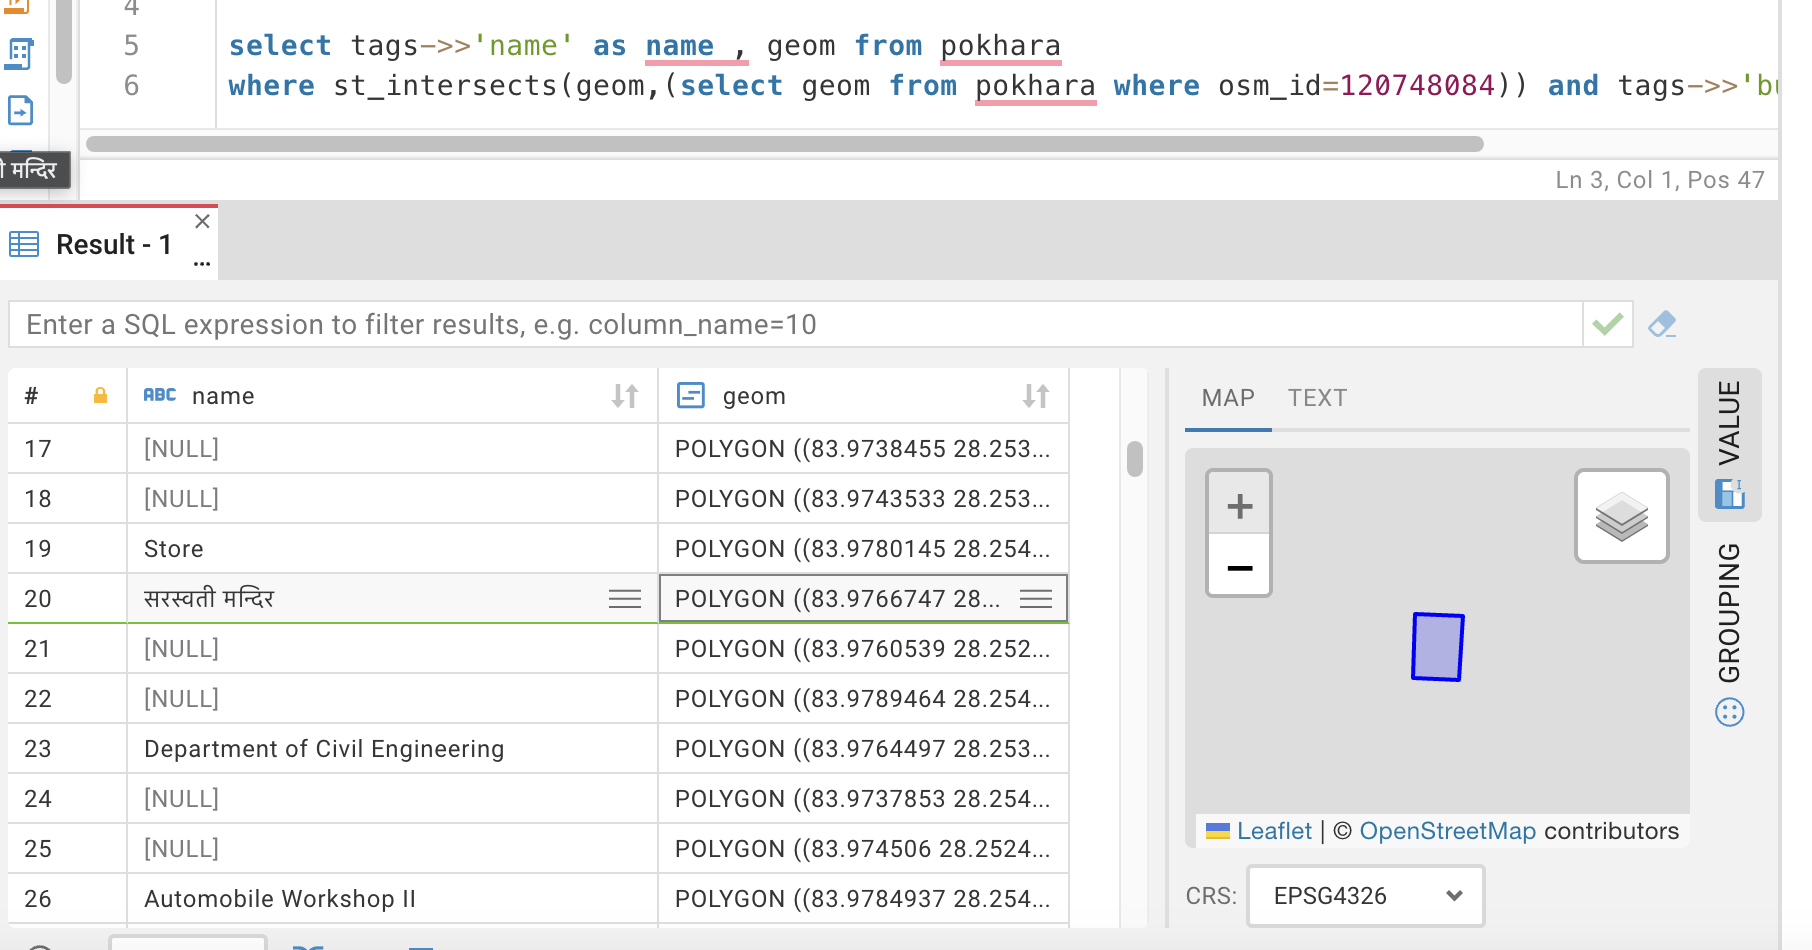 4
5 select tags->>'name' as name , geom from pokhara
6 where st_intersects(geom,(select geom from pokhara where osm_id=120748084)) and tags->>'bu
ी मन्दिर
Ln 3, Col 1, Pos 47
Result - 1
...
Enter a SQL expression to filter results, e.g. column_name=10
# ABC name geom
17 [NULL] POLYGON ((83.9738455 28.253...
18 [NULL] POLYGON ((83.9743533 28.253...
19 Store POLYGON ((83.9780145 28.254...
20 सरस्वती मन्दिर POLYGON ((83.9766747 28....
21 [NULL] POLYGON ((83.9760539 28.252...
22 [NULL] POLYGON ((83.9789464 28.254...
23 Department of Civil Engineering POLYGON ((83.9764497 28.253...
24 [NULL] POLYGON ((83.9737853 28.254...
25 [NULL] POLYGON ((83.974506 28.2524...
26 Automobile Workshop II POLYGON ((83.9784937 28.254...
MAP TEXT
+
−
Leaflet | © OpenStreetMap contributors
CRS: EPSG4326
VALUE
GROUPING